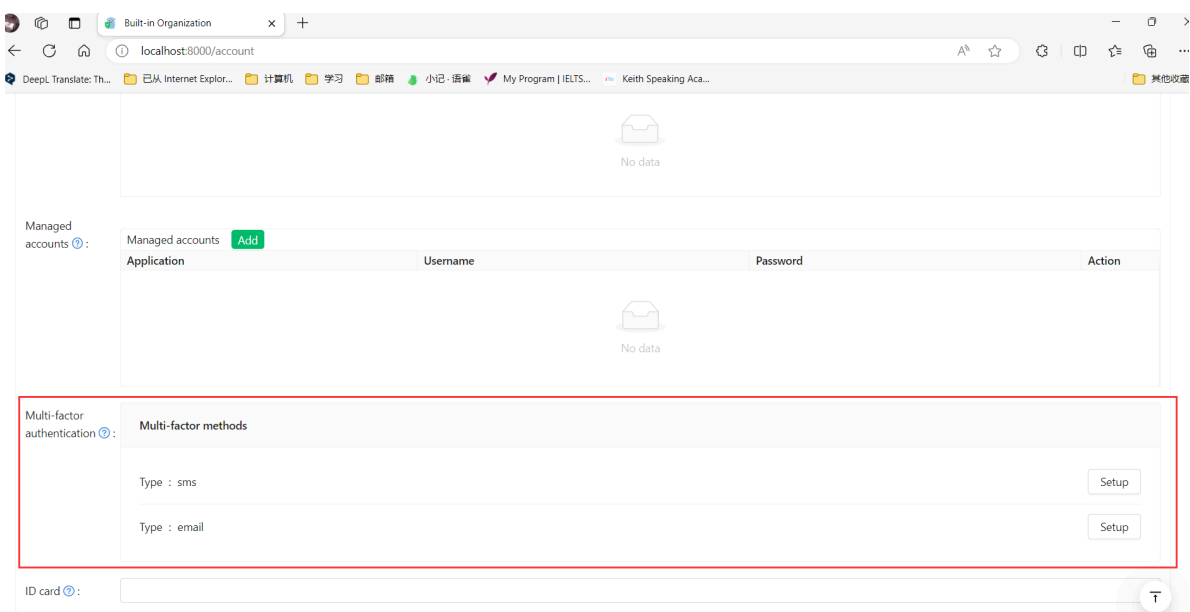 Built-in Organization
localhost:8000/account
DeepL Translate: Th... 已从 Internet Explor... 计算机 学习 邮箱 小记 · 语雀 My Program | IELTS... Keith Speaking Aca... 其他收藏
No data
Managed accounts Add
Managed
accounts ? :
Application Username Password Action
No data
Multi-factor
authentication ? :
Multi-factor methods
Type : sms Setup
Type : email Setup
ID card ? :